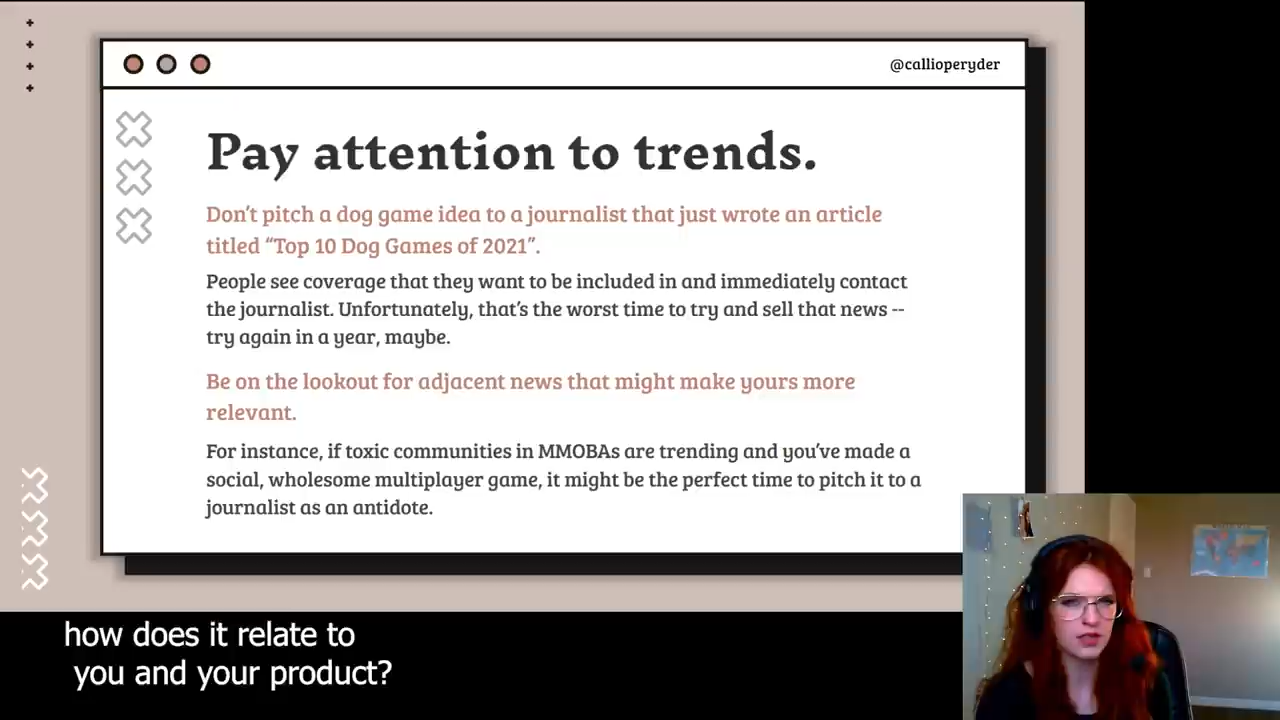 @callioperyder
Pay attention to trends.
Don't pitch a dog game idea to a journalist that just wrote an article
titled “Top 10 Dog Games of 2021”.
People see coverage that they want to be included in and immediately contact
the journalist. Unfortunately, that's the worst time to try and sell that news --
try again in a year, maybe.
Be on the lookout for adjacent news that might make yours more
relevant.
For instance, if toxic communities in MMOBAs are trending and you've made a
social, wholesome multiplayer game, it might be the perfect time to pitch it to a
journalist as an antidote.
how does it relate to
you and your product?